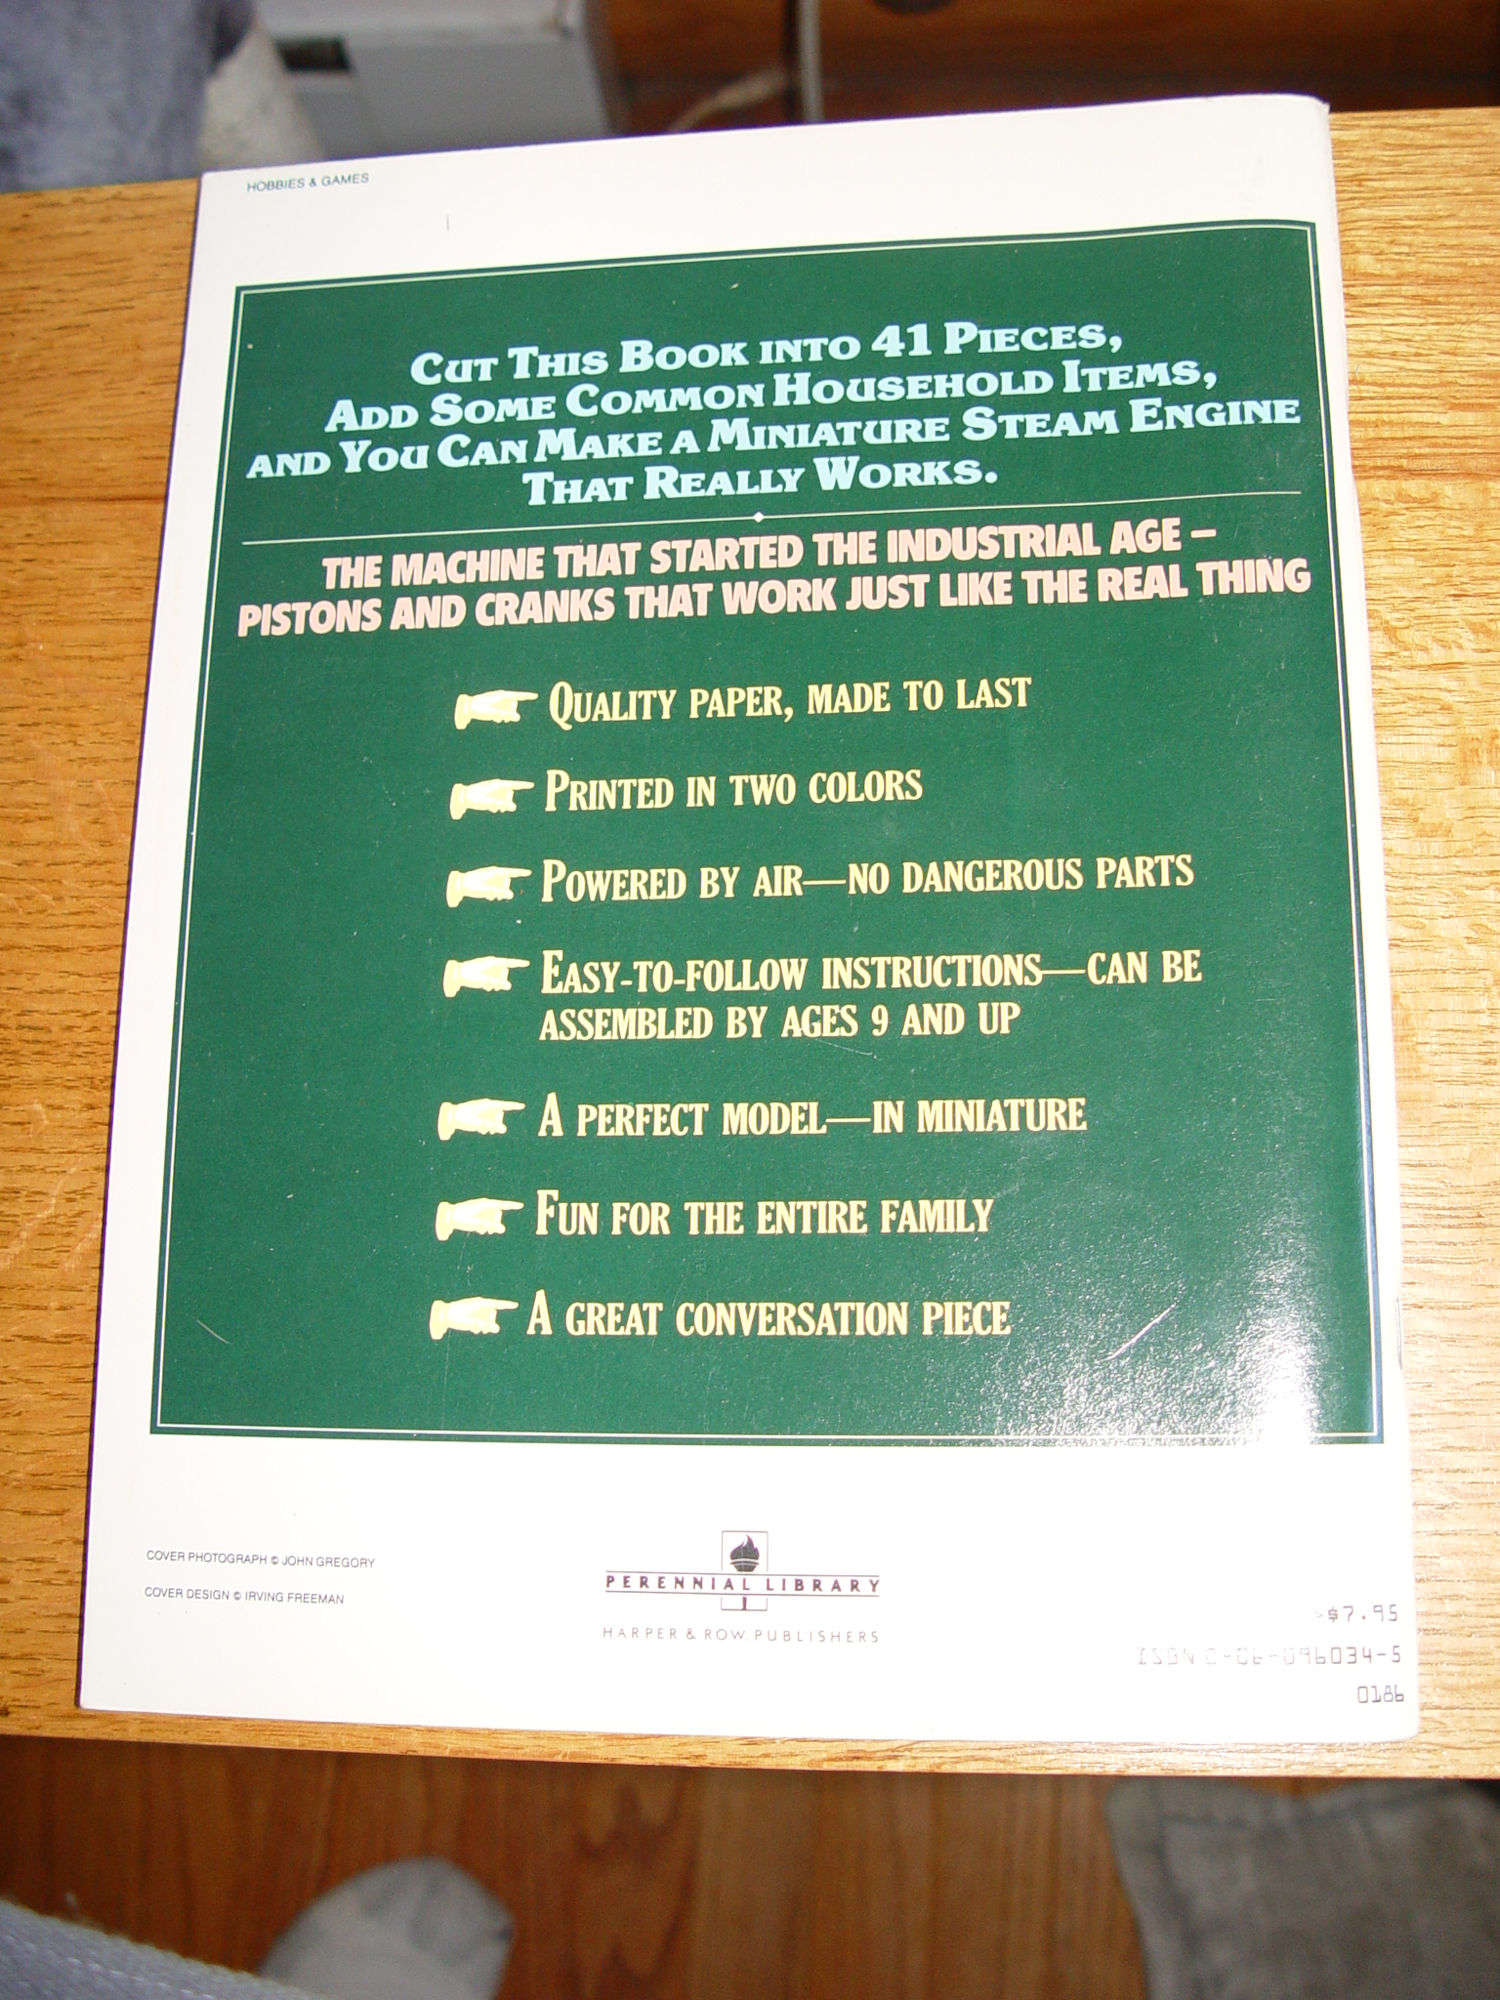 HOBBIES & GAMES
CUT THIS BOOK INTO 41 PIECES,
ADD SOME COMMON HOUSEHOLD ITEMS,
AND YOU CAN MAKE A MINIATURE STEAM ENGINE
THAT REALLY WORKS.
THE MACHINE THAT STARTED THE INDUSTRIAL AGE –
PISTONS AND CRANKS THAT WORK JUST LIKE THE REAL THING
QUALITY PAPER, MADE TO LAST
PRINTED IN TWO COLORS
POWERED BY AIR—NO DANGEROUS PARTS
EASY-TO-FOLLOW INSTRUCTIONS—CAN BE
ASSEMBLED BY AGES 9 AND UP
A PERFECT MODEL—IN MINIATURE
FUN FOR THE ENTIRE FAMILY
A GREAT CONVERSATION PIECE
COVER PHOTOGRAPH © JOHN GREGORY
COVER DESIGN © IRVING FREEMAN
PERENNIAL LIBRARY
HARPER & ROW, PUBLISHERS
>$7.95
ISBN 0-06-096034-5
0186